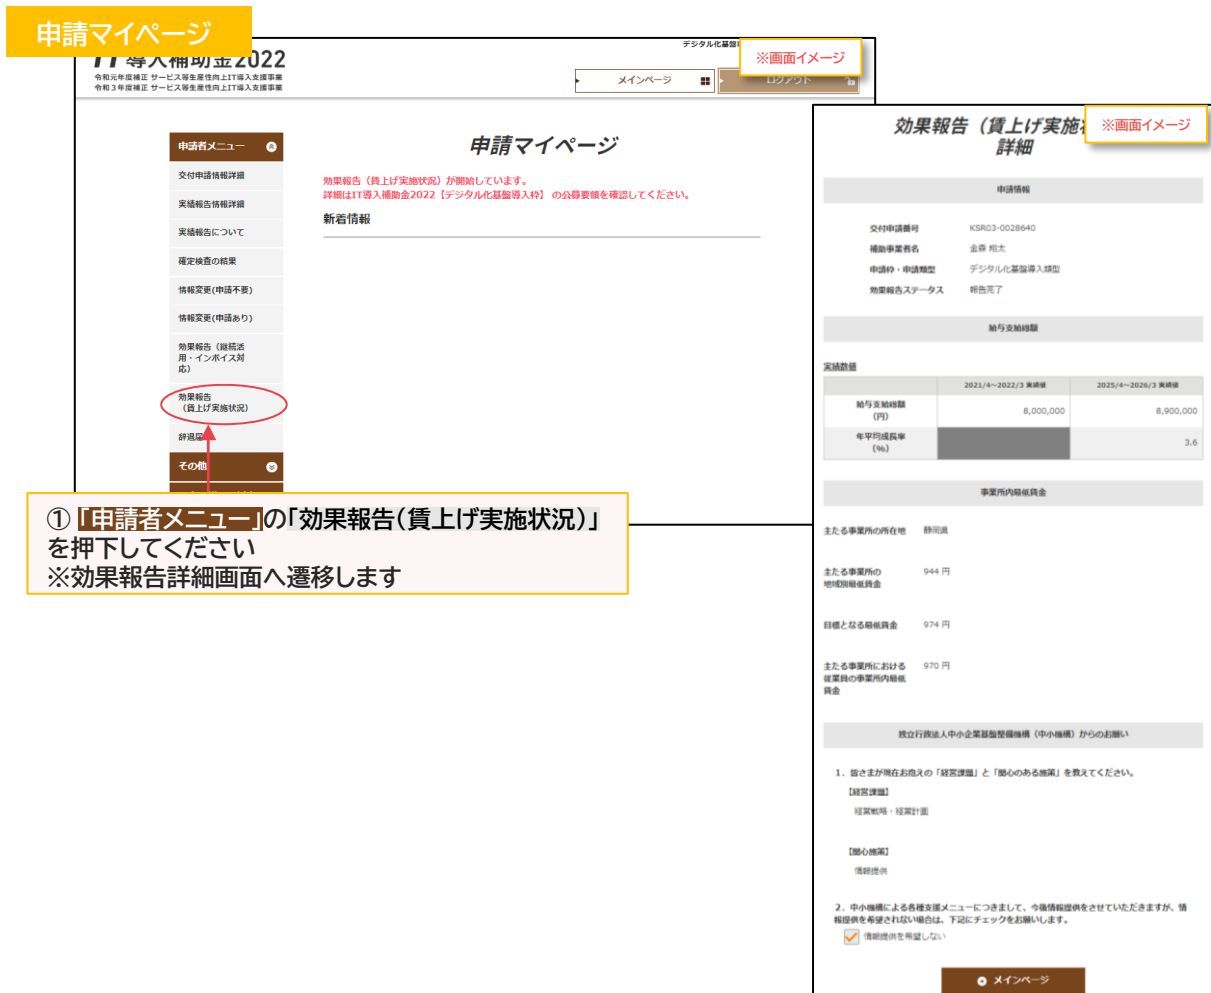 申請マイページ
IT導入補助金2022
令和元年度補正 サービス等生産性向上IT導入支援事業
令和3年度補正 サービス等生産性向上IT導入支援事業
デジタル化基盤
※画面イメージ
メインページ
ログアウト
申請者メニュー
交付申請情報詳細
実績報告情報詳細
実績報告について
確定検査の結果
情報変更(申請不要)
情報変更(申請あり)
効果報告（継続活
用・インボイス対
応）
効果報告
（賃上げ実施状況）
辞退届
その他
申請マイページ
効果報告（賃上げ実施状況）が開始しています。
詳細はIT導入補助金2022【デジタル化基盤導入枠】 の公募要領を確認してください。
新着情報
① 「申請者メニュー」の「効果報告(賃上げ実施状況)」
を押下してください
※効果報告詳細画面へ遷移します
効果報告（賃上げ実施
詳細
※画面イメージ
申請情報
交付申請番号 KSR03-0028640
補助事業者名 金森 翔太
申請枠・申請類型 デジタル化基盤導入類型
効果報告ステータス 報告完了
給与支給総額
実績数値
2021/4～2022/3 実績値 2025/4～2026/3 実績値
給与支給総額
(円) 8,000,000 8,900,000
年平均成長率
(%) 3.6
事業所内最低賃金
主たる事業所の所在地 静岡県
主たる事業所の 944 円
地域別最低賃金
目標となる最低賃金 974 円
主たる事業所における 970 円
従業員の事業所内最低
賃金
独立行政法人中小企業基盤整備機構（中小機構）からのお願い
1．皆さまが現在お抱えの「経営課題」と「関心のある施策」を教えてください。
【経営課題】
経営戦略・経営計画
【関心施策】
情報提供
2．中小機構による各種支援メニューにつきまして、今後情報提供をさせていただきますが、情
報提供を希望されない場合は、下記にチェックをお願いします。
情報提供を希望しない
メインページ